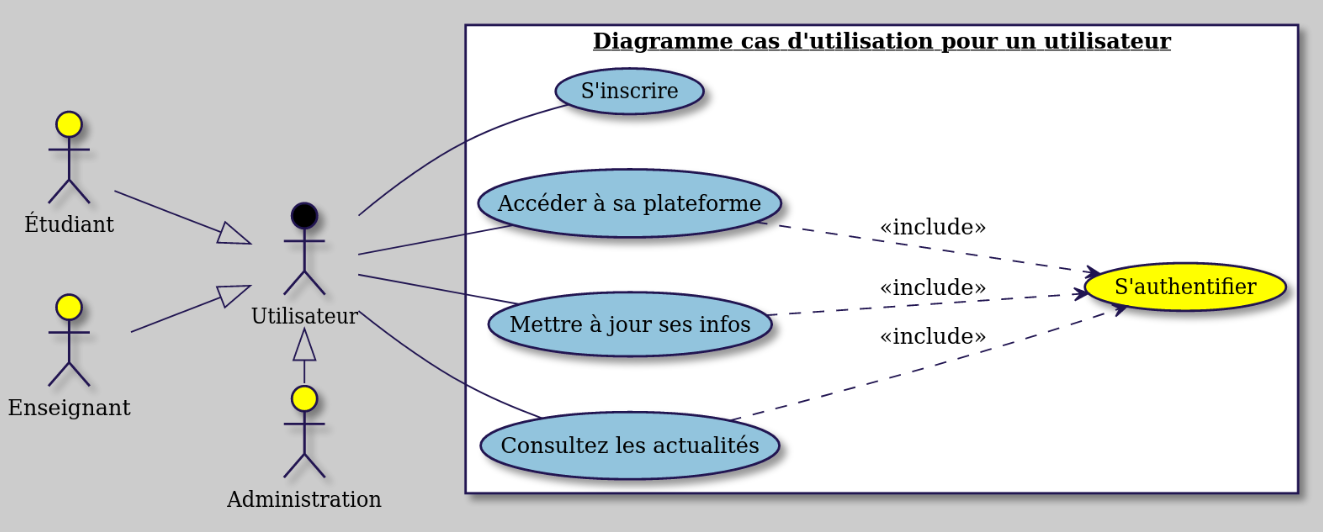 Diagramme cas d'utilisation pour un utilisateur
S'inscrire
Étudiant
Accéder à sa plateforme
«include»
Utilisateur
S'authentifier
«include»
Mettre à jour ses infos
«include»
Enseignant
Consultez les actualités
Administration